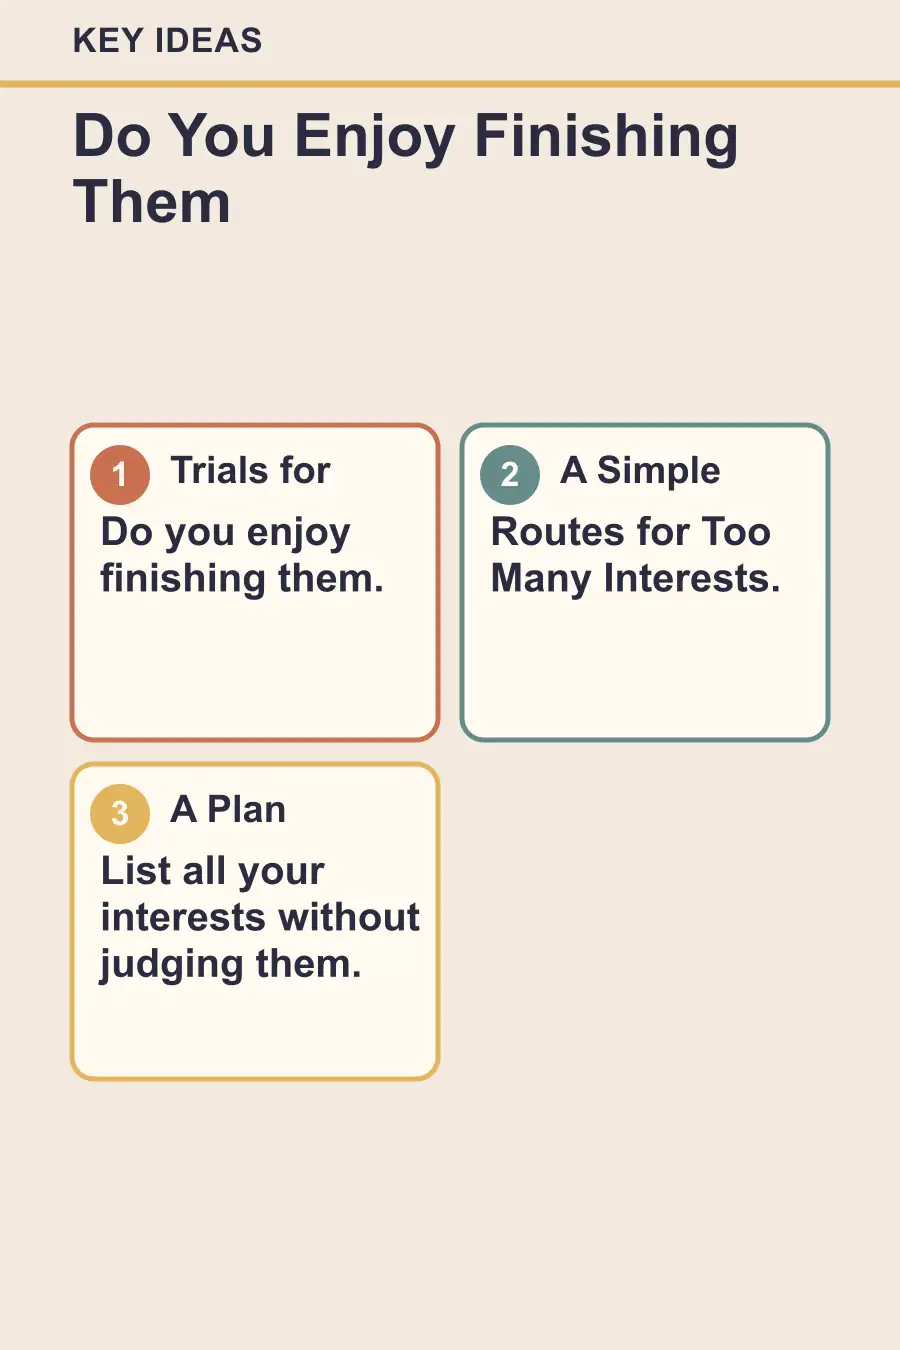 KEY IDEAS
Do You Enjoy Finishing
Them
1 Trials for
Do you enjoy
finishing them.
2 A Simple
Routes for Too
Many Interests.
3 A Plan
List all your
interests without
judging them.